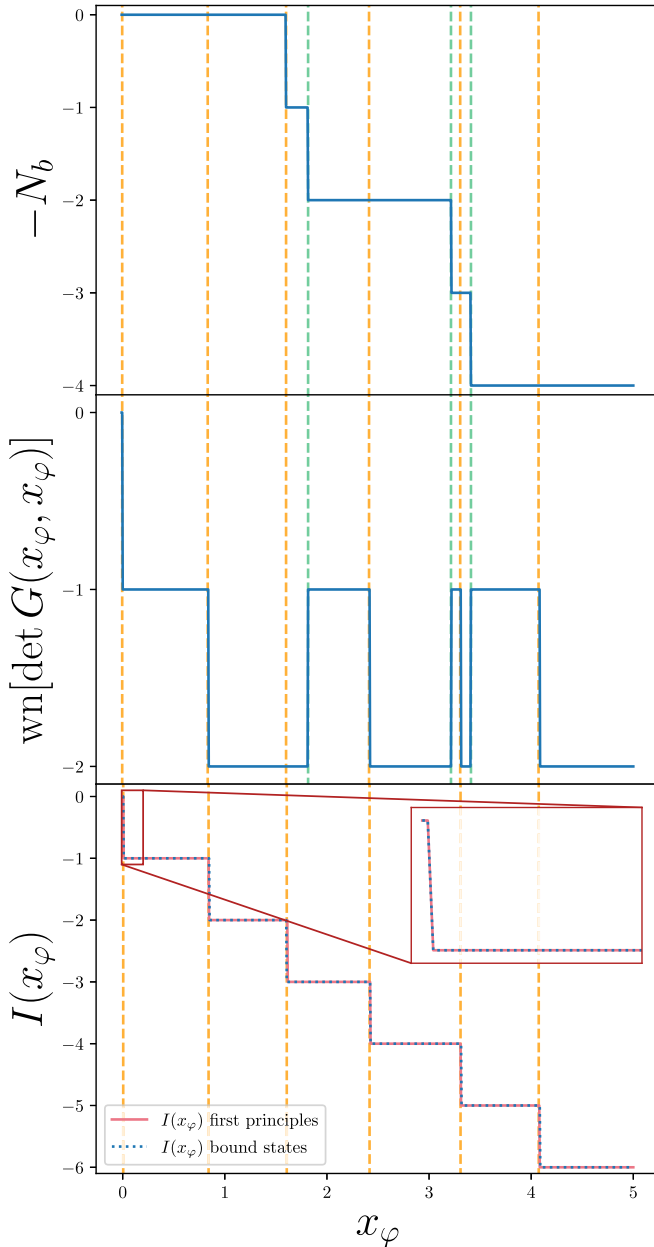 0
−1
−2
−3
−4
−N_b
0
−1
−2
wn[det G(x_φ, x_φ)]
0
−1
−2
−3
−4
−5
−6
I(x_φ)
I(x_φ) first principles
I(x_φ) bound states
0 1 2 3 4 5
x_φ